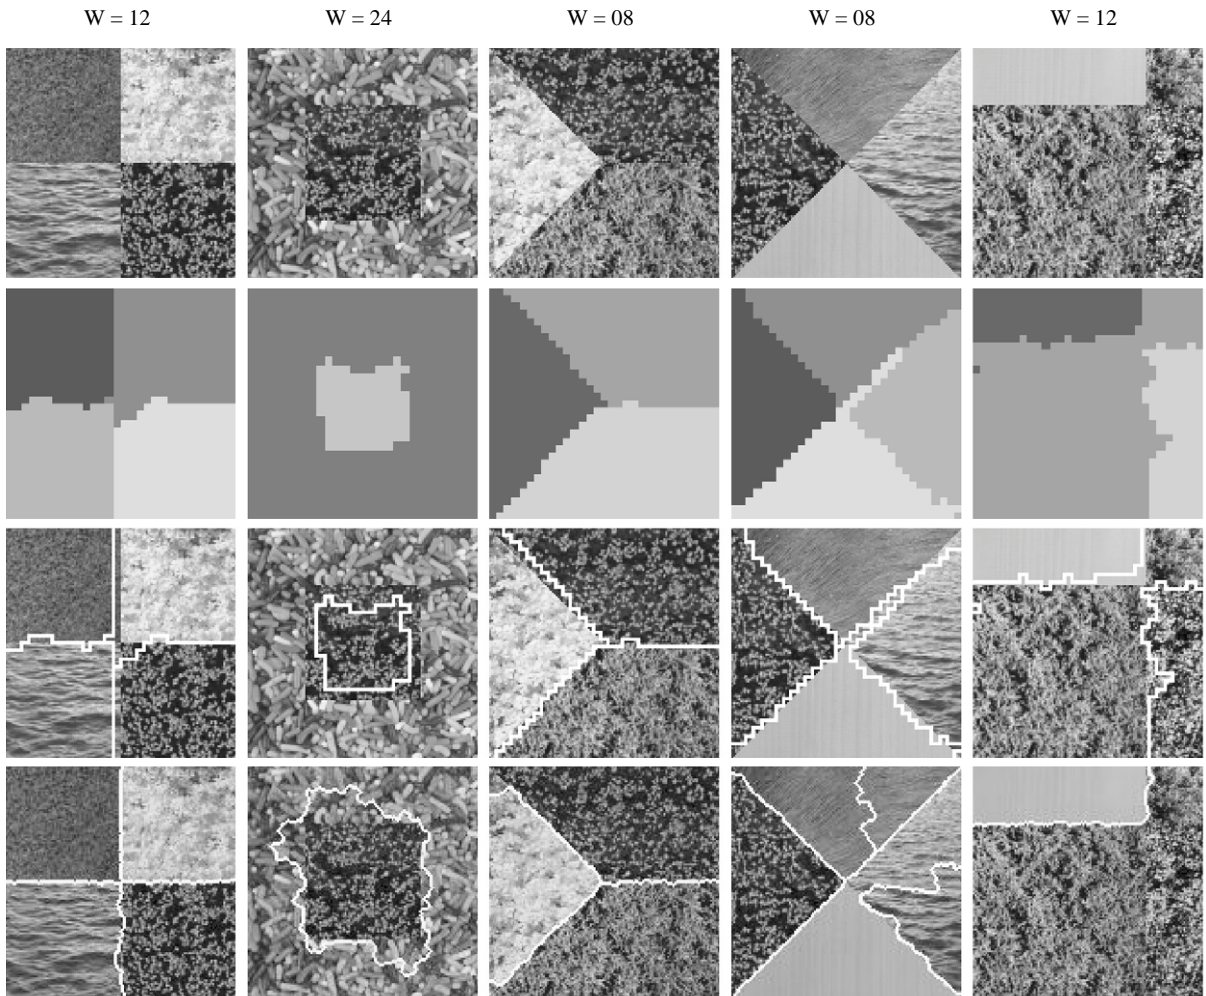 W = 12 W = 24 W = 08 W = 08 W = 12